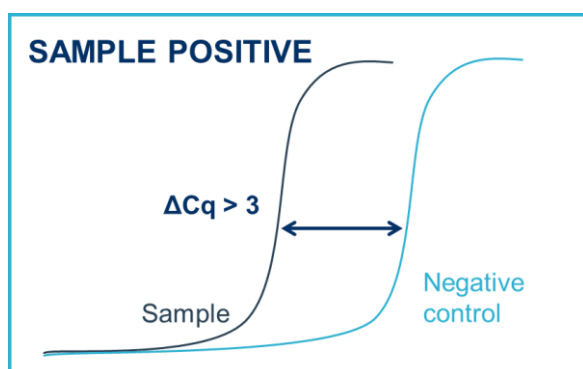 SAMPLE POSITIVE
ΔCq > 3
Sample
Negative
control